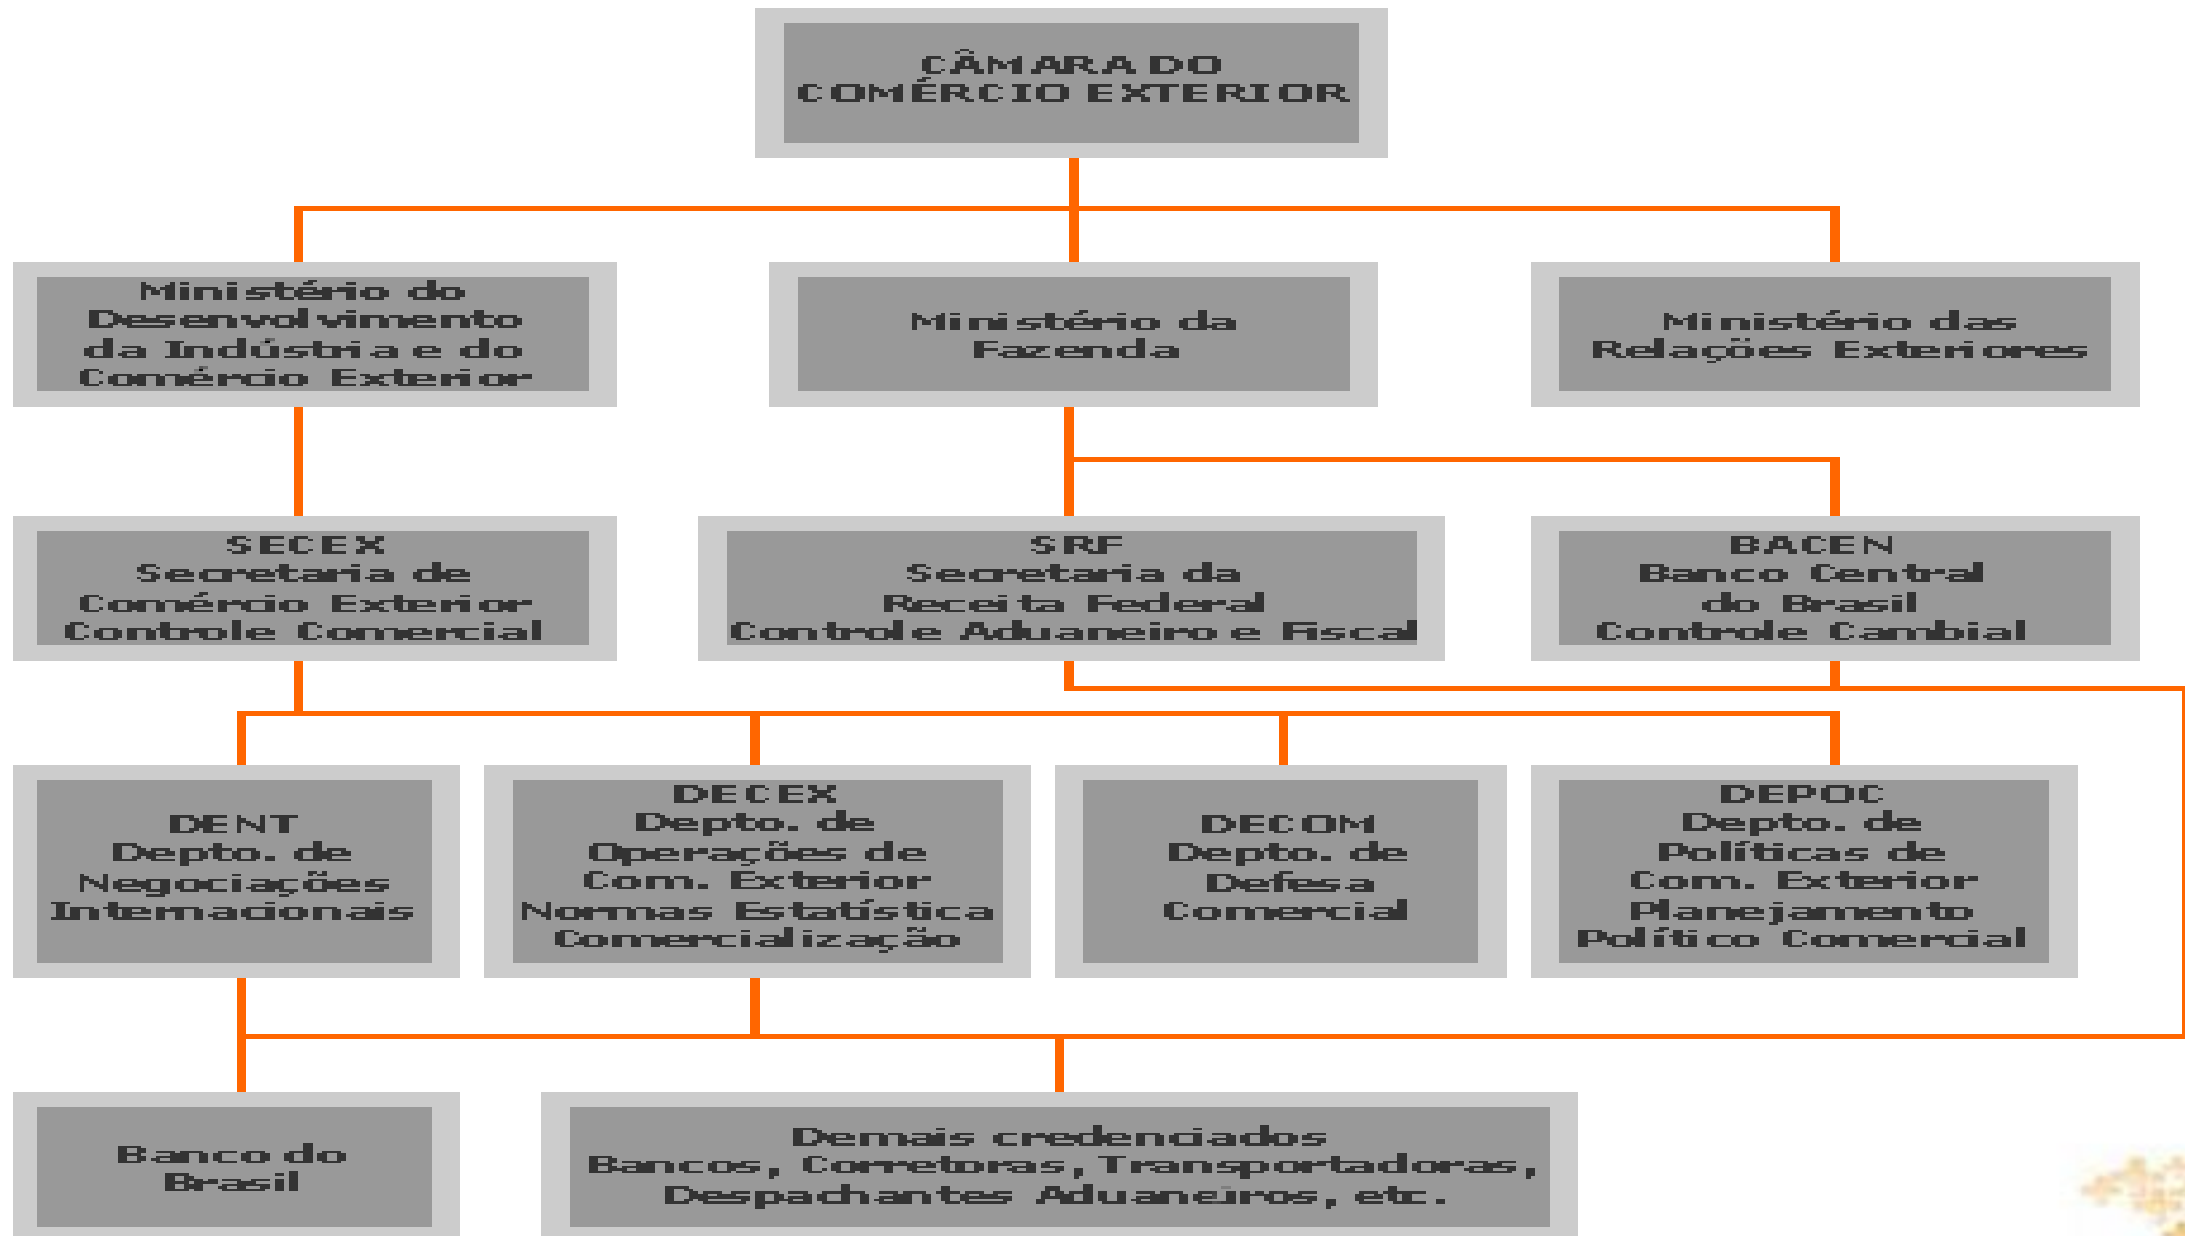 CÂMARA DO
COMÉRCIO EXTERIOR
Ministério do
Desenvolvimento
da Indústria e do
Comércio Exterior
Ministério da
Fazenda
Ministério das
Relações Exteriores
SECEX
Secretaria de
Comércio Exterior
Controle Comercial
SRF
Secretaria da
Receita Federal
Controle Aduaneiro e Fiscal
BACEN
Banco Central
do Brasil
Controle Cambial
DENT
Depto. de
Negociações
Internacionais
DECEX
Depto. de
Operações de
Com. Exterior
Normas Estatística
Comercialização
DECOM
Depto. de
Defesa
Comercial
DEPOC
Depto. de
Políticas de
Com. Exterior
Planejamento
Político Comercial
Banco do
Brasil
Demais credenciados
Bancos, Corretoras, Transportadoras,
Despachantes Aduaneiros, etc.